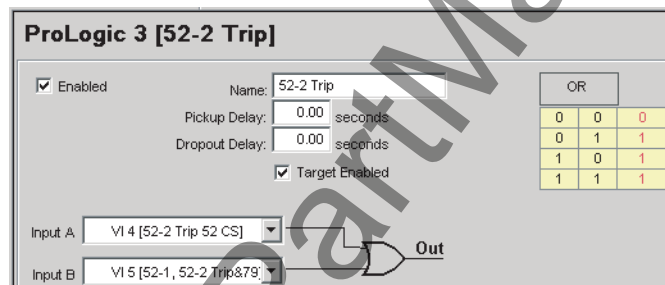 ProLogic 3 [52-2 Trip]
Enabled
Name: 52-2 Trip
Pickup Delay: 0.00 seconds
Dropout Delay: 0.00 seconds
Target Enabled
OR
0 0 0
0 1 1
1 0 1
1 1 1
Input A VI 4 [52-2 Trip 52 CS]
Out
Input B VI 5 [52-1, 52-2 Trip&79]